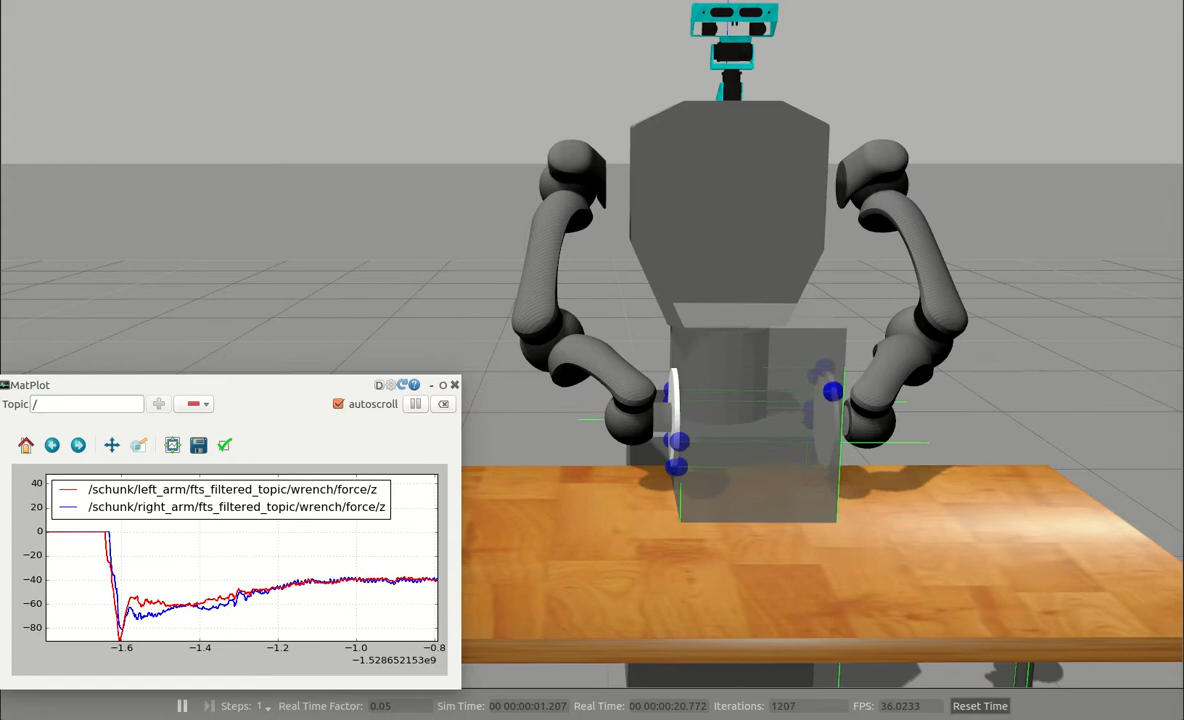 MatPlot
Topic /
autoscroll
/schunk/left_arm/fts_filtered_topic/wrench/force/z
/schunk/right_arm/fts_filtered_topic/wrench/force/z
40
20
0
−20
−40
−60
−80
−1.6 −1.4 −1.2 −1.0 −0.8
−1.528652153e9
Steps: 1 Real Time Factor: 0.05 Sim Time: 00 00:00:01.207 Real Time: 00 00:00:20.772 Iterations: 1207 FPS: 36.0233 Reset Time